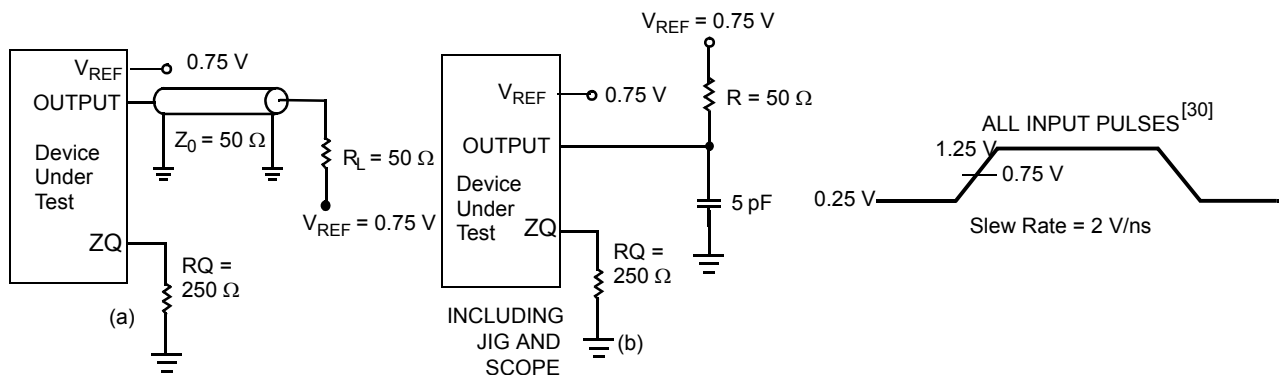 V_REF 0.75 V
OUTPUT
Z_0 = 50 Ω
Device
Under
Test
R_L = 50 Ω
V_REF = 0.75 V
ZQ
RQ =
250 Ω
(a)
V_REF = 0.75 V
R = 50 Ω
V_REF 0.75 V
OUTPUT
Device
Under
Test
5 pF
ZQ
RQ =
250 Ω
INCLUDING
JIG AND
SCOPE
(b)
ALL INPUT PULSES[30]
1.25 V
0.75 V
0.25 V
Slew Rate = 2 V/ns